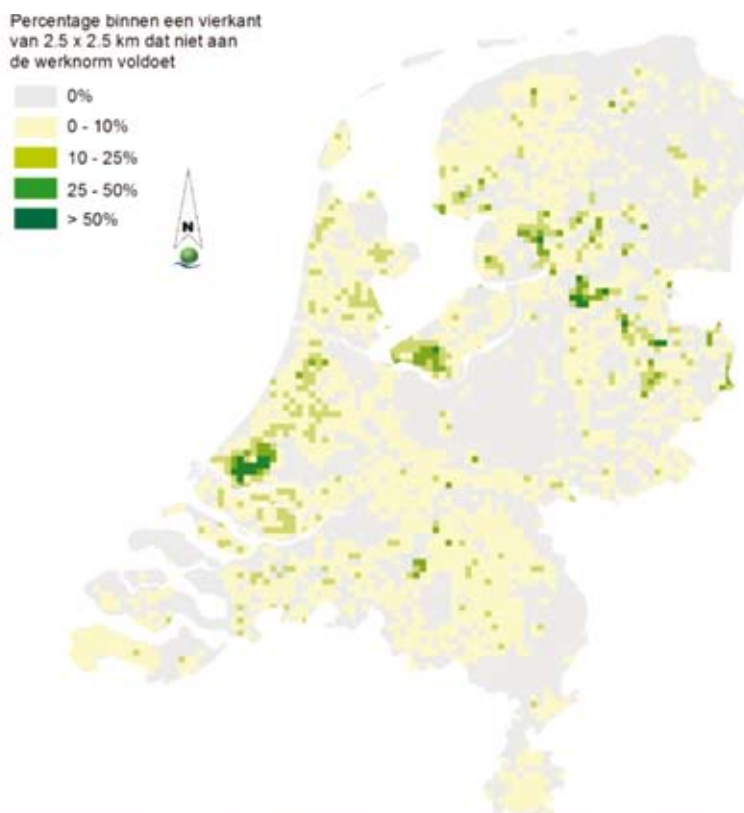 Percentage binnen een vierkant
van 2.5 x 2.5 km dat niet aan
de werknorm voldoet
0%
0 - 10%
10 - 25%
25 - 50%
> 50%
N